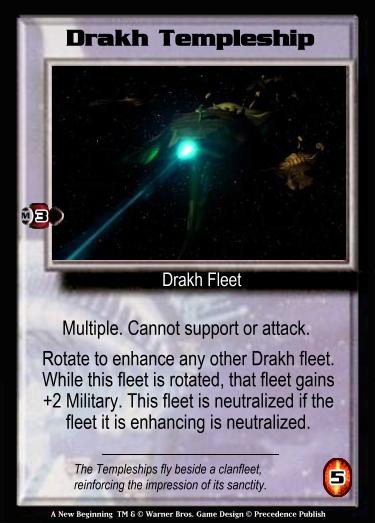 Drakh Templeship
M 3
Drakh Fleet
Multiple. Cannot support or attack.
Rotate to enhance any other Drakh fleet.
While this fleet is rotated, that fleet gains
+2 Military. This fleet is neutralized if the
fleet it is enhancing is neutralized.
The Templeships fly beside a clanfleet,
reinforcing the impression of its sanctity.
5
A New Beginning TM & © Warner Bros. Game Design © Precedence Publish